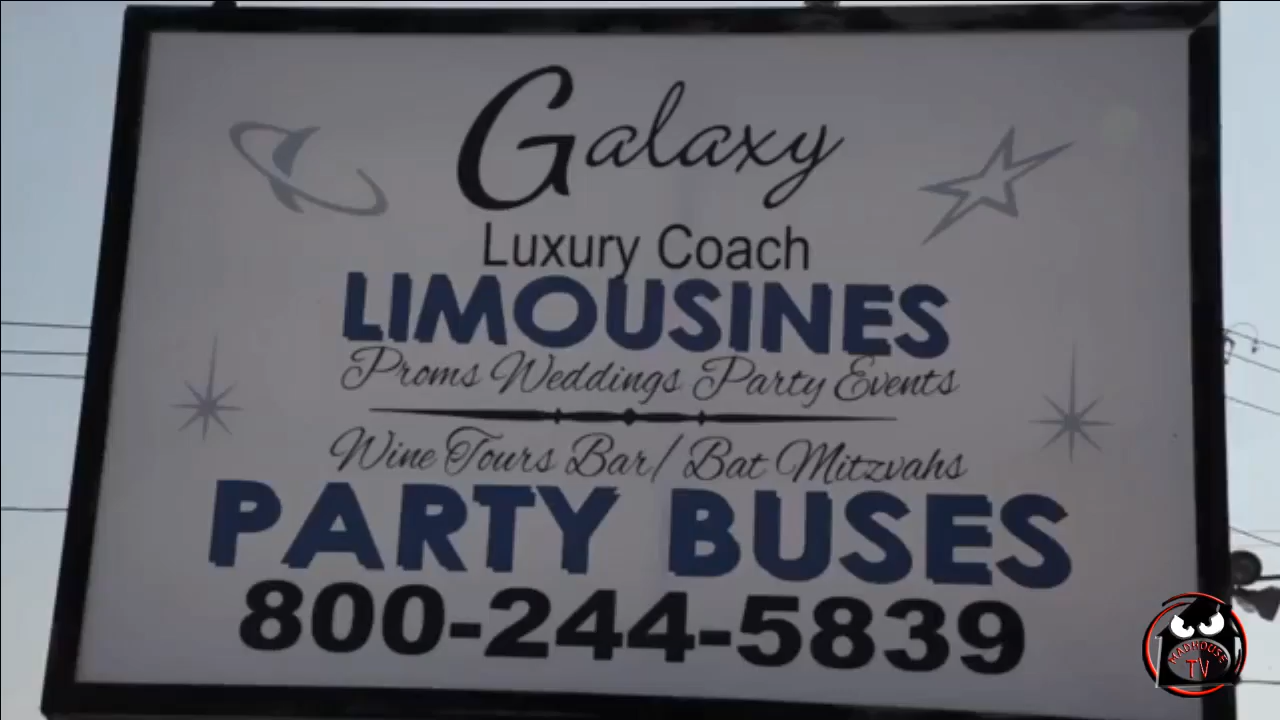 Galaxy
Luxury Coach
LIMOUSINES
Proms Weddings Party Events
Wine Tours Bar/Bat Mitzvahs
PARTY BUSES
800-244-5839
MADHOUSE
TV